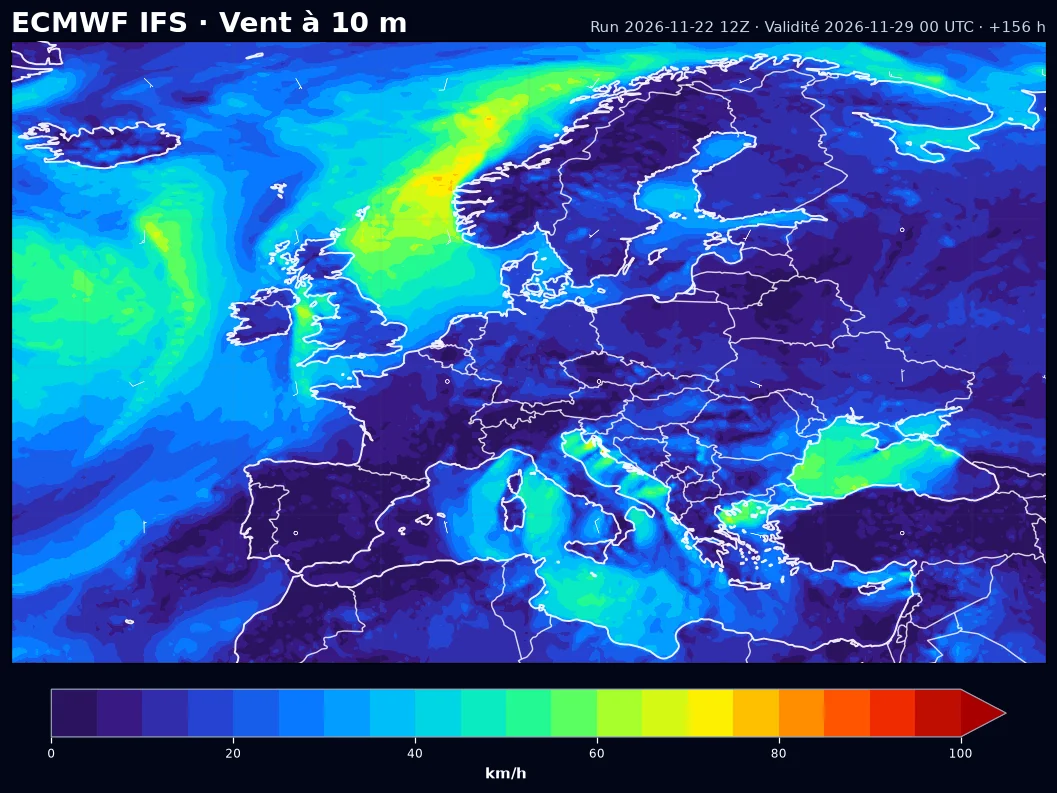 ECMWF IFS · Vent à 10 m
Run 2026-11-22 12Z · Validité 2026-11-29 00 UTC · +156 h
0 20 40 60 80 100
km/h